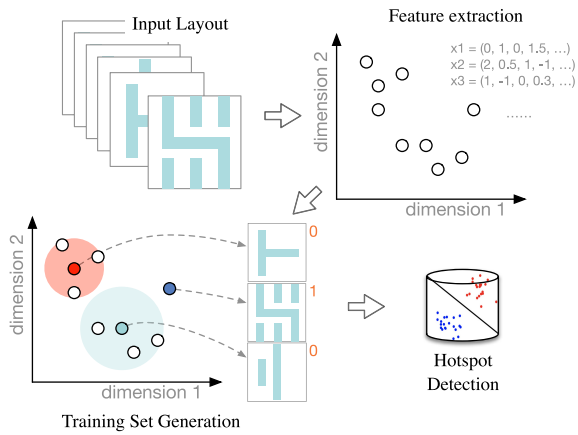 Input Layout
Feature extraction
x1 = (0, 1, 0, 1.5, ...)
x2 = (2, 0.5, 1, -1, ...)
x3 = (1, -1, 0, 0.3, ...)
......
dimension 2
dimension 1
dimension 2
dimension 1
0
1
0
Training Set Generation
Hotspot
Detection